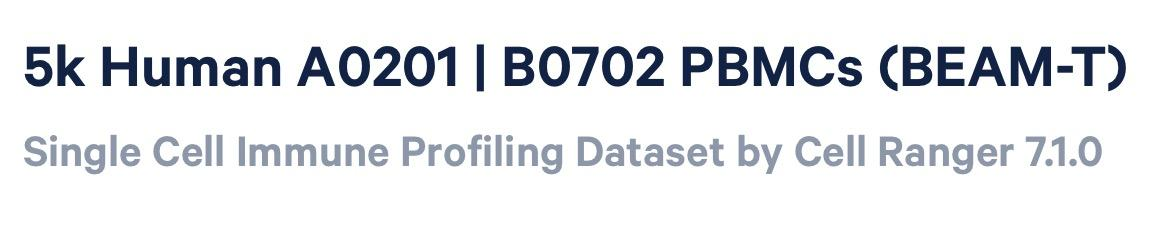 5k Human A0201 | B0702 PBMCs (BEAM-T)
Single Cell Immune Profiling Dataset by Cell Ranger 7.1.0